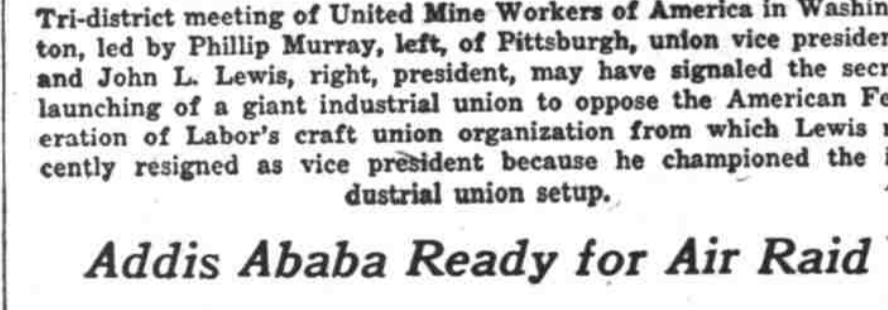 Tri-district meeting of United Mine Workers of America in Washin
ton, led by Phillip Murray, left, of Pittsburgh, union vice presiden
and John L. Lewis, right, president, may have signaled the secr
launching of a giant industrial union to oppose the American Fe
eration of Labor's craft union organization from which Lewis r
cently resigned as vice president because he championed the i
dustrial union setup.
Addis Ababa Ready for Air Raid